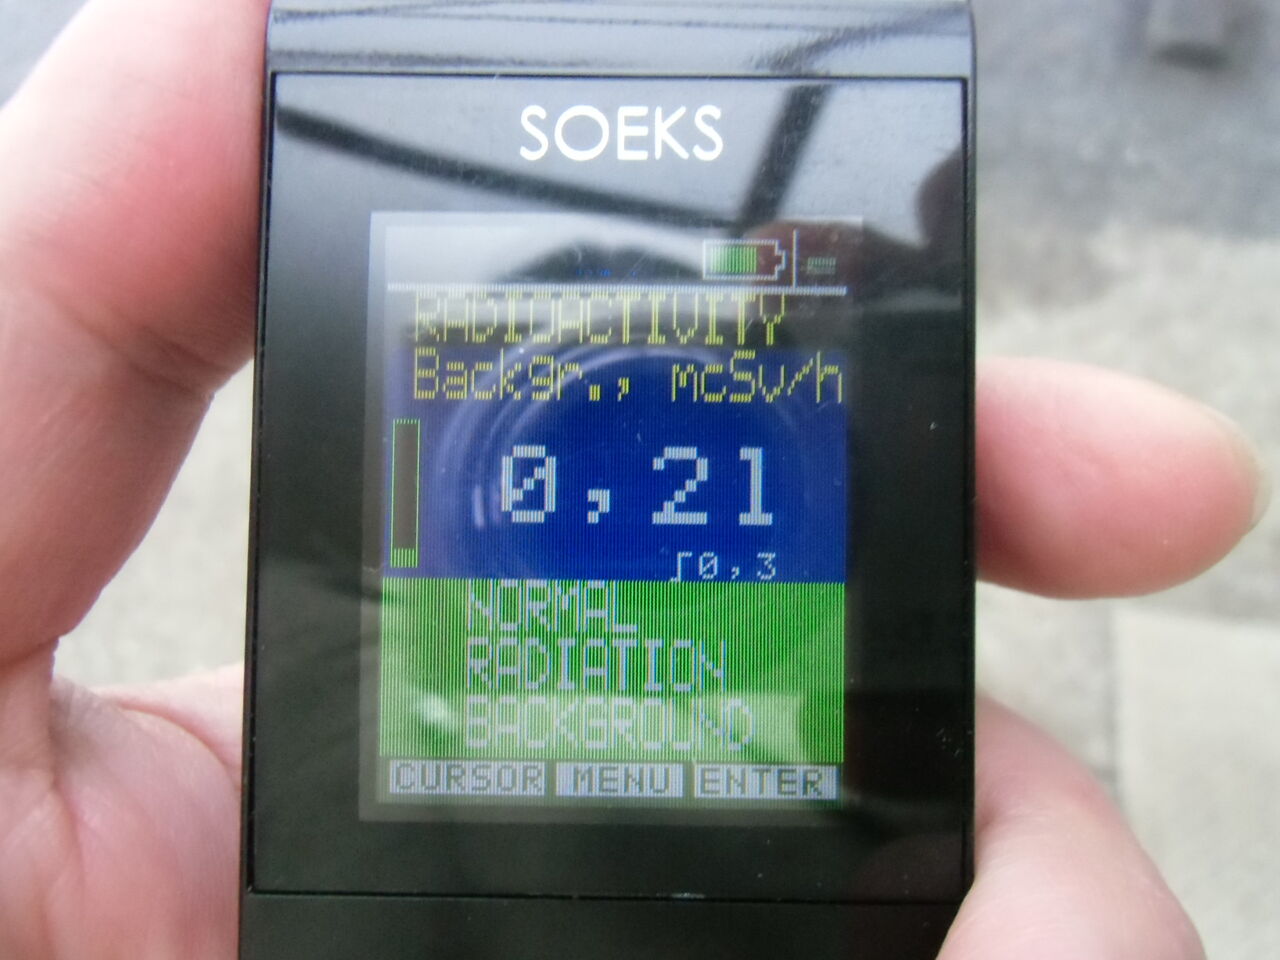 SOEKS
RADIOACTIVITY
Backgr., mcSv/h
0,21
⎧0,3
NORMAL
RADIATION
BACKGROUND
CURSOR MENU ENTER